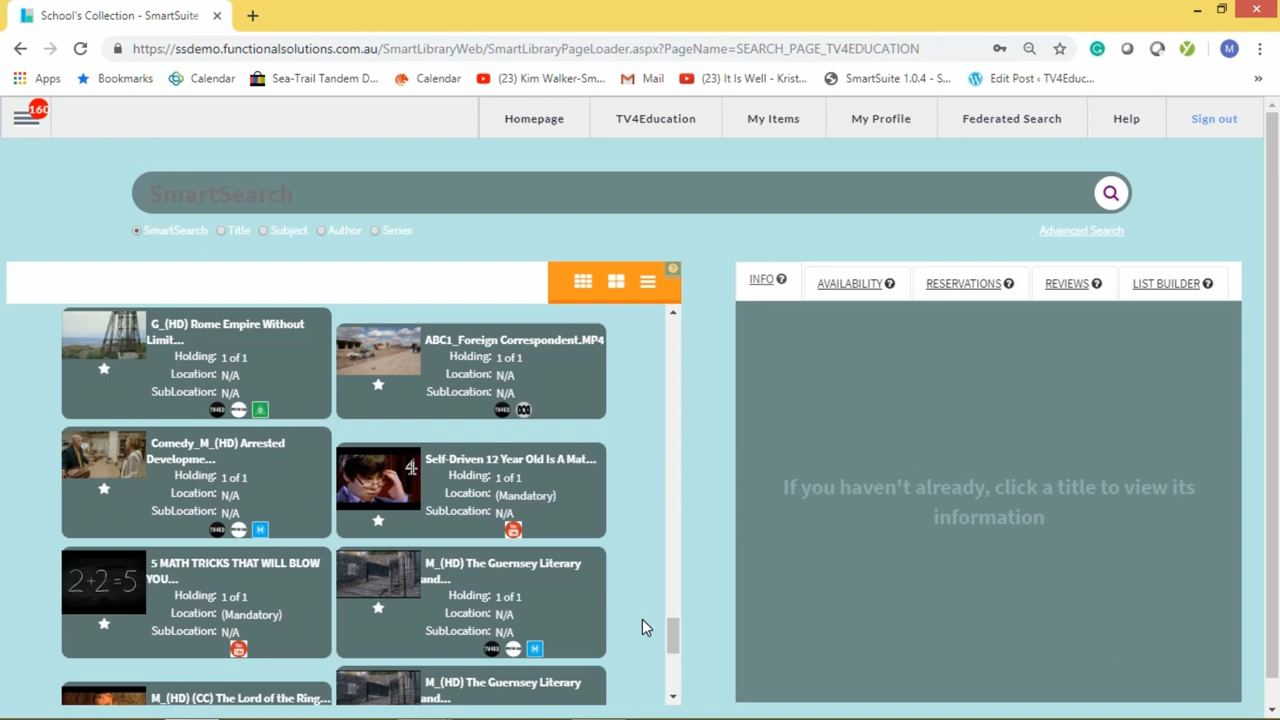 School's Collection - SmartSuite
https://ssdemo.functionalsolutions.com.au/SmartLibraryWeb/SmartLibraryPageLoader.aspx?PageName=SEARCH_PAGE_TV4EDUCATION
M
Apps Bookmarks Calendar Sea-Trail Tandem D... Calendar (23) Kim Walker-Sm... Mail (23) It Is Well - Krist... SmartSuite 1.0.4 - S... Edit Post ‹ TV4Educ... »
160
Homepage TV4Education My Items My Profile Federated Search Help Sign out
SmartSearch
SmartSearch Title Subject Author Series Advanced Search
INFO AVAILABILITY RESERVATIONS REVIEWS LIST BUILDER
G_(HD) Rome Empire Without
Limit...
Holding: 1 of 1
Location: N/A
SubLocation: N/A
ABC1_Foreign Correspondent.MP4
Holding: 1 of 1
Location: N/A
SubLocation: N/A
Comedy_M_(HD) Arrested
Developme...
Holding: 1 of 1
Location: N/A
SubLocation: N/A
M
Self-Driven 12 Year Old Is A Mat...
Holding: 1 of 1
Location: (Mandatory)
SubLocation: N/A
4
2+2=5
5 MATH TRICKS THAT WILL BLOW
YOU...
Holding: 1 of 1
Location: (Mandatory)
SubLocation: N/A
M_(HD) The Guernsey Literary
and...
Holding: 1 of 1
Location: N/A
SubLocation: N/A
M
M_(HD) (CC) The Lord of the Ring...
M_(HD) The Guernsey Literary
and...
If you haven't already, click a title to view its
information